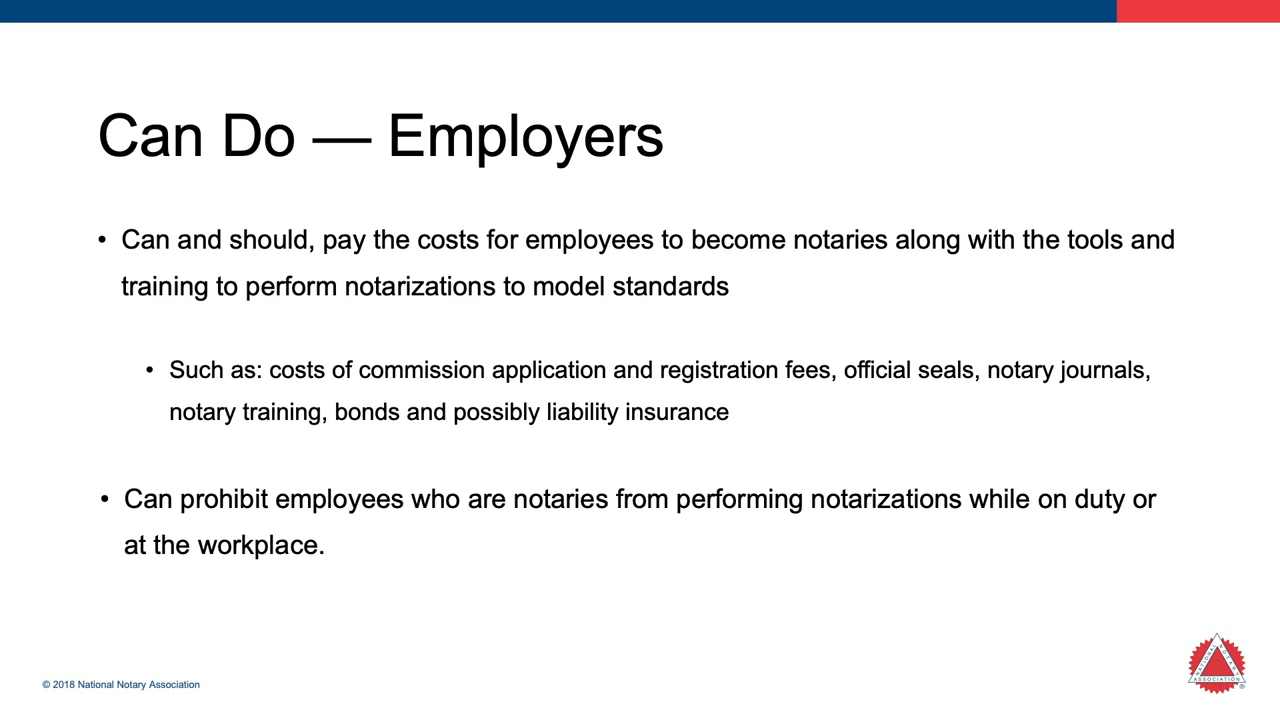 Can Do — Employers
• Can and should, pay the costs for employees to become notaries along with the tools and
training to perform notarizations to model standards
• Such as: costs of commission application and registration fees, official seals, notary journals,
notary training, bonds and possibly liability insurance
• Can prohibit employees who are notaries from performing notarizations while on duty or
at the workplace.
© 2018 National Notary Association
NATIONAL NOTARY
ASSOCIATION
®